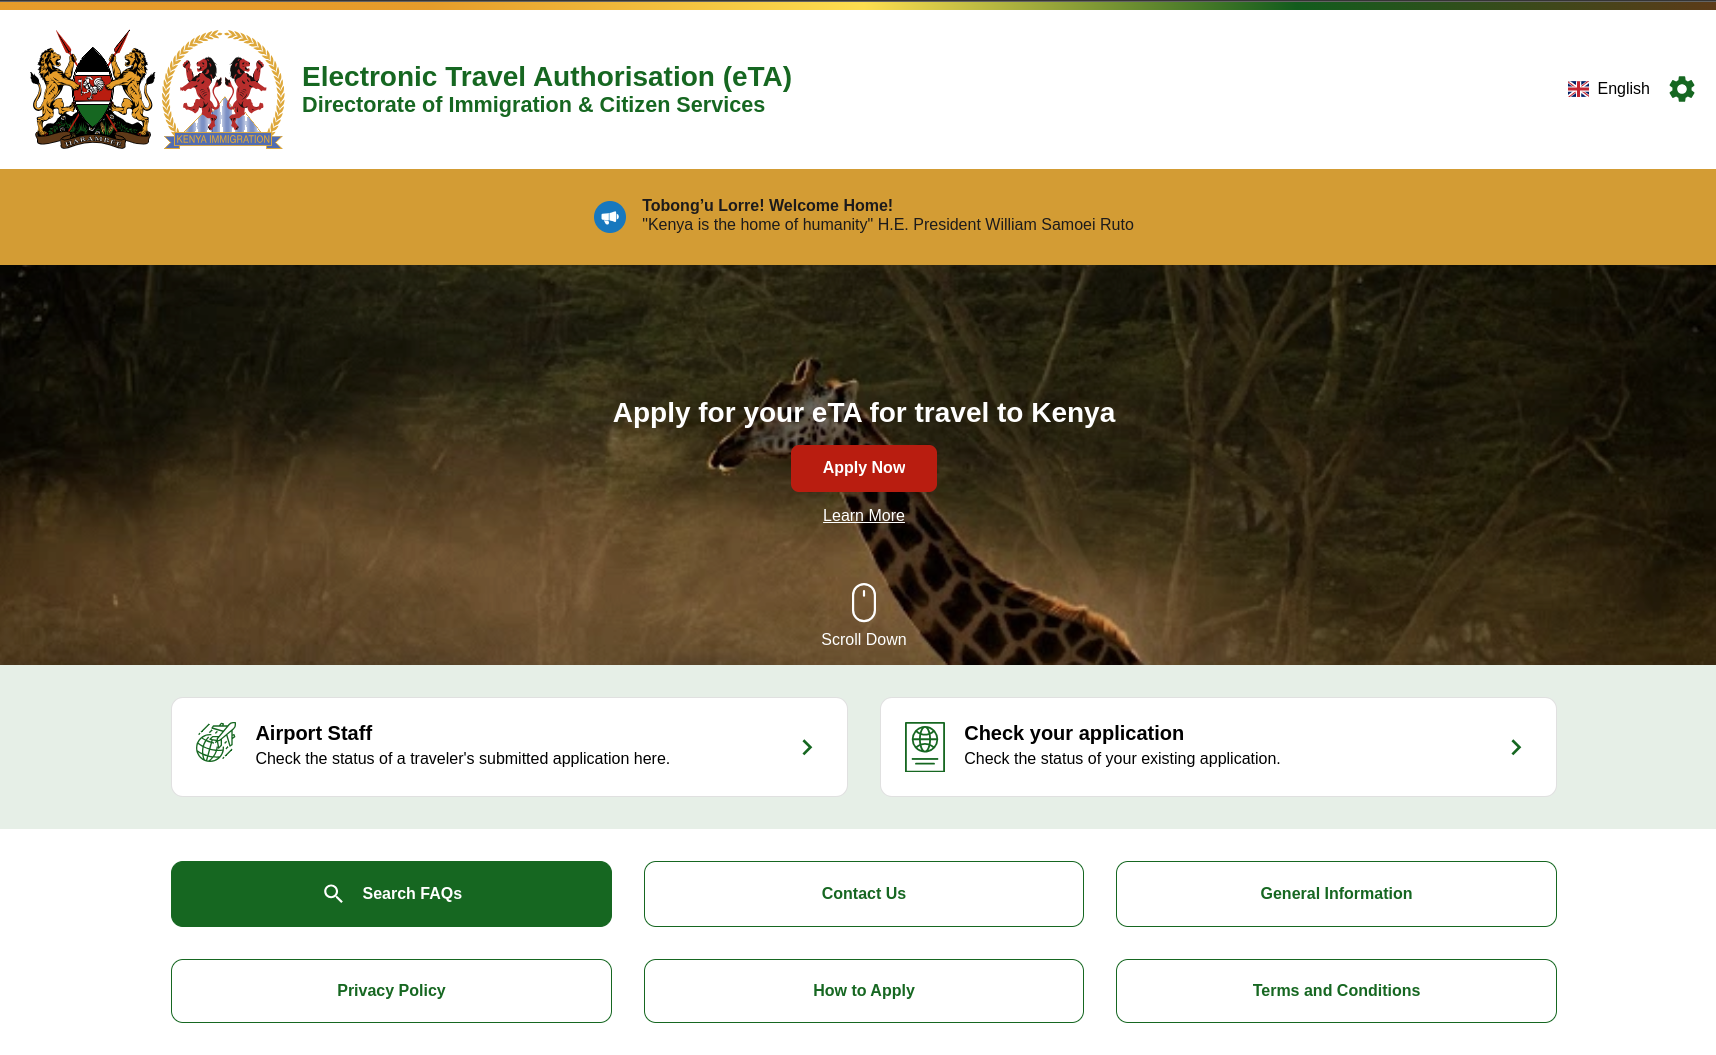 HARAMBEE
KENYA IMMIGRATION
Electronic Travel Authorisation (eTA)
Directorate of Immigration & Citizen Services
English
Tobong’u Lorre! Welcome Home!
"Kenya is the home of humanity" H.E. President William Samoei Ruto
Apply for your eTA for travel to Kenya
Apply Now
Learn More
Scroll Down
Airport Staff
Check the status of a traveler's submitted application here.
Check your application
Check the status of your existing application.
Search FAQs
Contact Us
General Information
Privacy Policy
How to Apply
Terms and Conditions